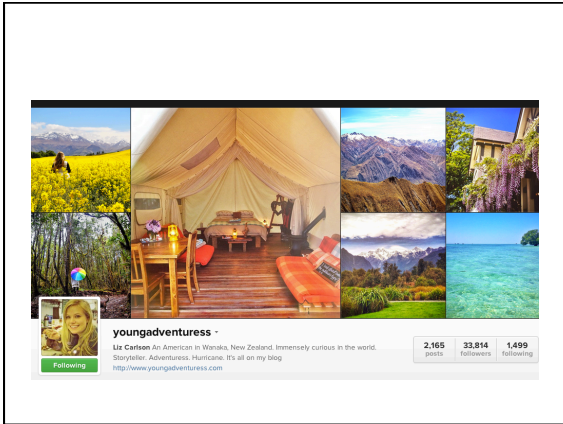 youngadventuress
Liz Carlson An American in Wanaka, New Zealand. Immensely curious in the world.
Storyteller. Adventuress. Hurricane. It's all on my blog
http://www.youngadventuress.com
2,165 33,814 1,499
posts followers following
Following